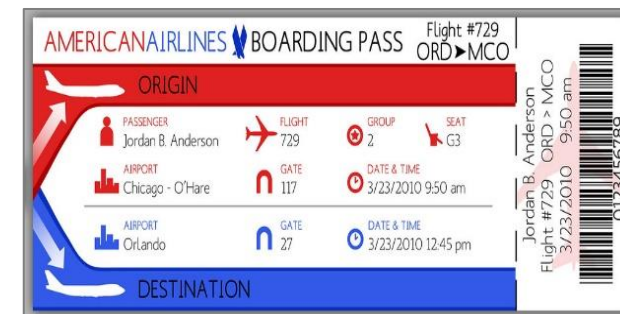 AMERICANAIRLINES BOARDING PASS
Flight #729
ORD➤MCO
ORIGIN
PASSENGER FLIGHT GROUP SEAT
Jordan B. Anderson 729 2 G3
AIRPORT GATE DATE & TIME
Chicago - O'Hare 117 3/23/2010 9:50 am
AIRPORT GATE DATE & TIME
Orlando 27 3/23/2010 12:45 pm
DESTINATION
Jordan B. Anderson
Flight #729 ORD > MCO
3/23/2010 9:50 am
0123456789